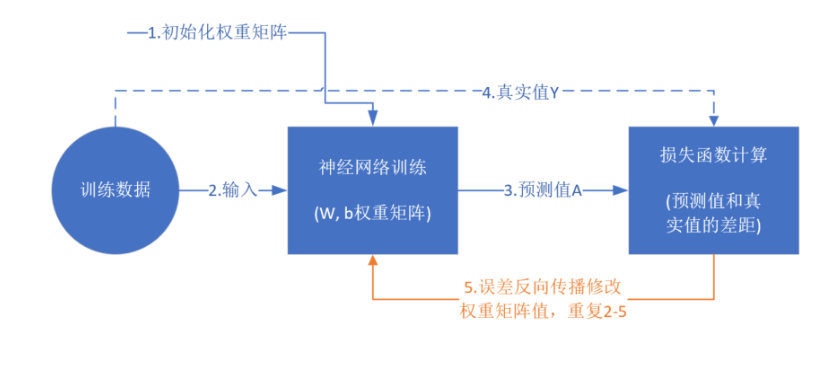 1.初始化权重矩阵
4.真实值Y
训练数据
2.输入
神经网络训练
(W, b权重矩阵)
3.预测值A
损失函数计算
(预测值和真
实值的差距)
5.误差反向传播修改
权重矩阵值，重复2-5